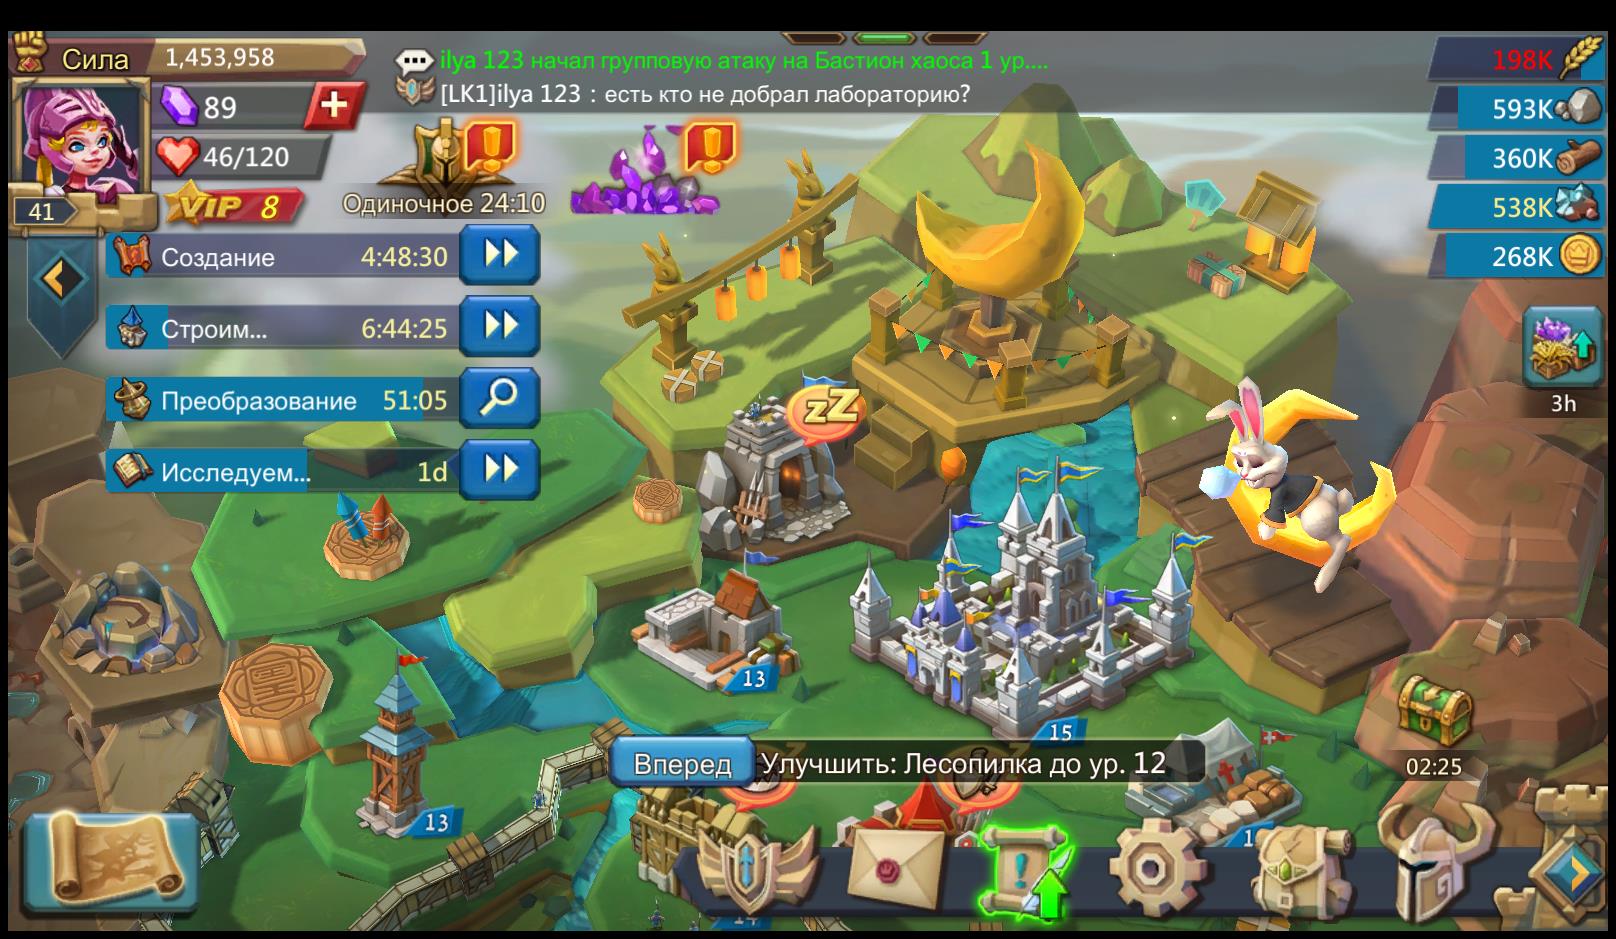 Сила 1,453,958
ilya 123 начал групповую атаку на Бастион хаоса 1 ур....
[LK1]ilya 123 : есть кто не добрал лабораторию?
89
46/120
VIP 8
41
Одиночное 24:10
198K
593K
360K
538K
268K
3h
Создание 4:48:30
Строим... 6:44:25
Преобразование 51:05
Исследуем... 1d
zZ
13
15
Вперед Улучшить: Лесопилка до ур. 12
02:25
13
14